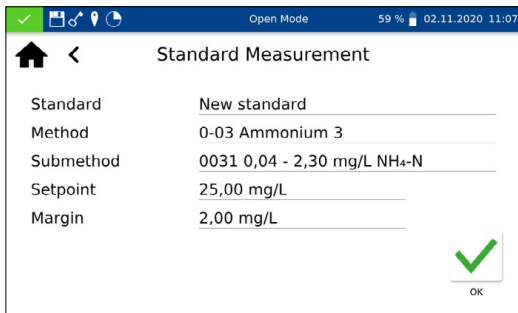 Open Mode 59 % 02.11.2020 11:07
Standard Measurement
Standard New standard
Method 0-03 Ammonium 3
Submethod 0031 0,04 - 2,30 mg/L NH₄-N
Setpoint 25,00 mg/L
Margin 2,00 mg/L
OK